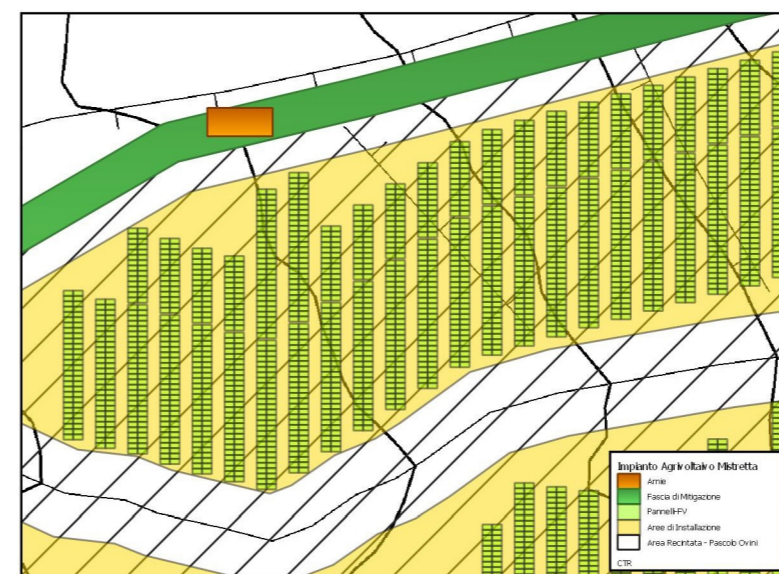 Impianto Agrivoltaivo Mistretta
Arnie
Fascia di Mitigazione
Pannelli FV
Aree di Installazione
Area Recintata - Pascolo Ovini
CTR